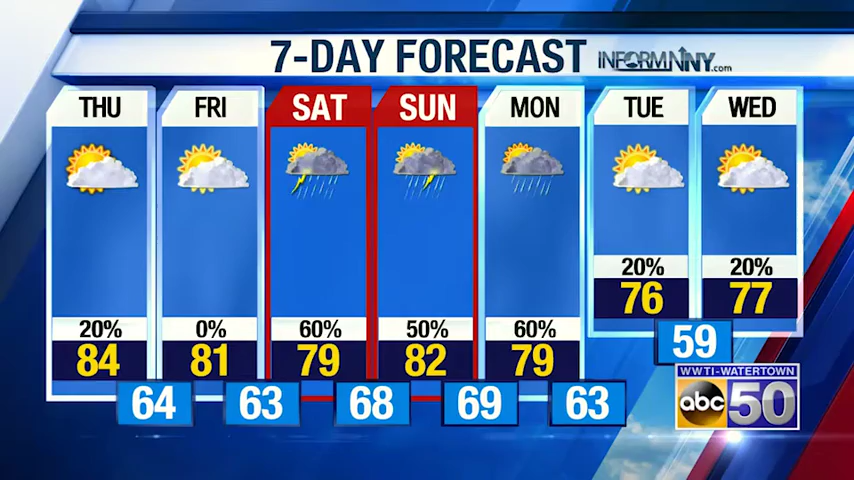 7-DAY FORECAST
INFORMNNY.com
THU FRI SAT SUN MON TUE WED
20% 20%
76 77
20% 0% 60% 50% 60%
84 81 79 82 79
59
64 63 68 69 63
WWTI-WATERTOWN
abc 50